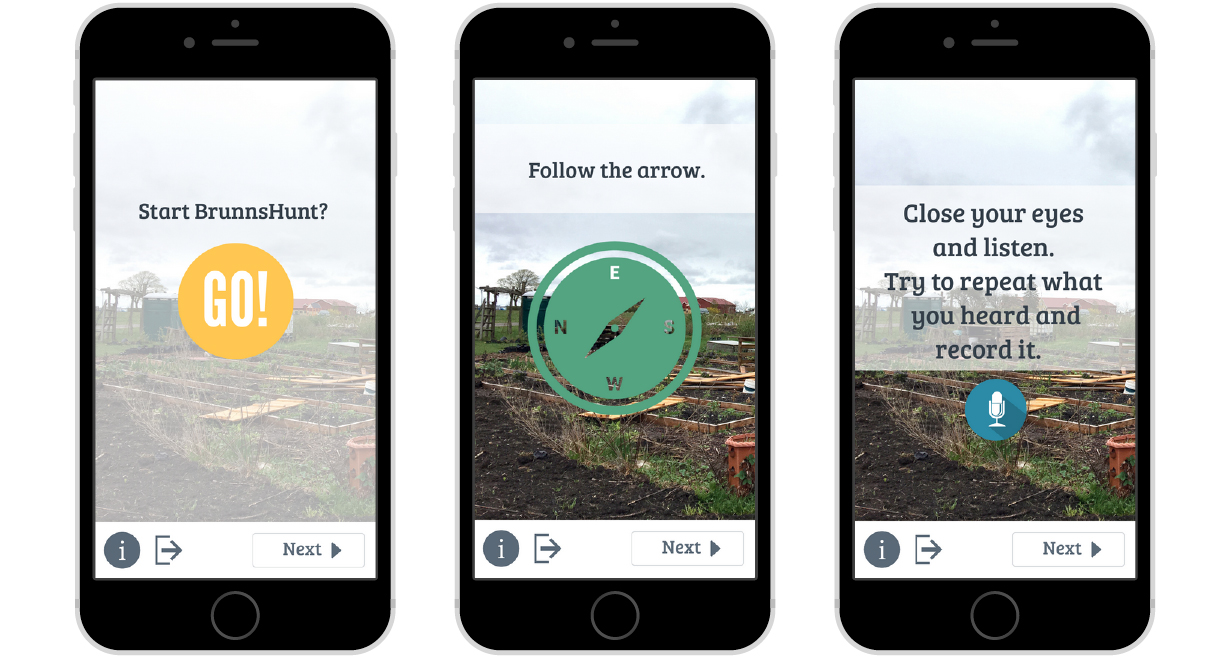 Start BrunnsHunt?
GO!
i
Next
Follow the arrow.
E
N
S
W
i
Next
Close your eyes
and listen.
Try to repeat what
you heard and
record it.
i
Next